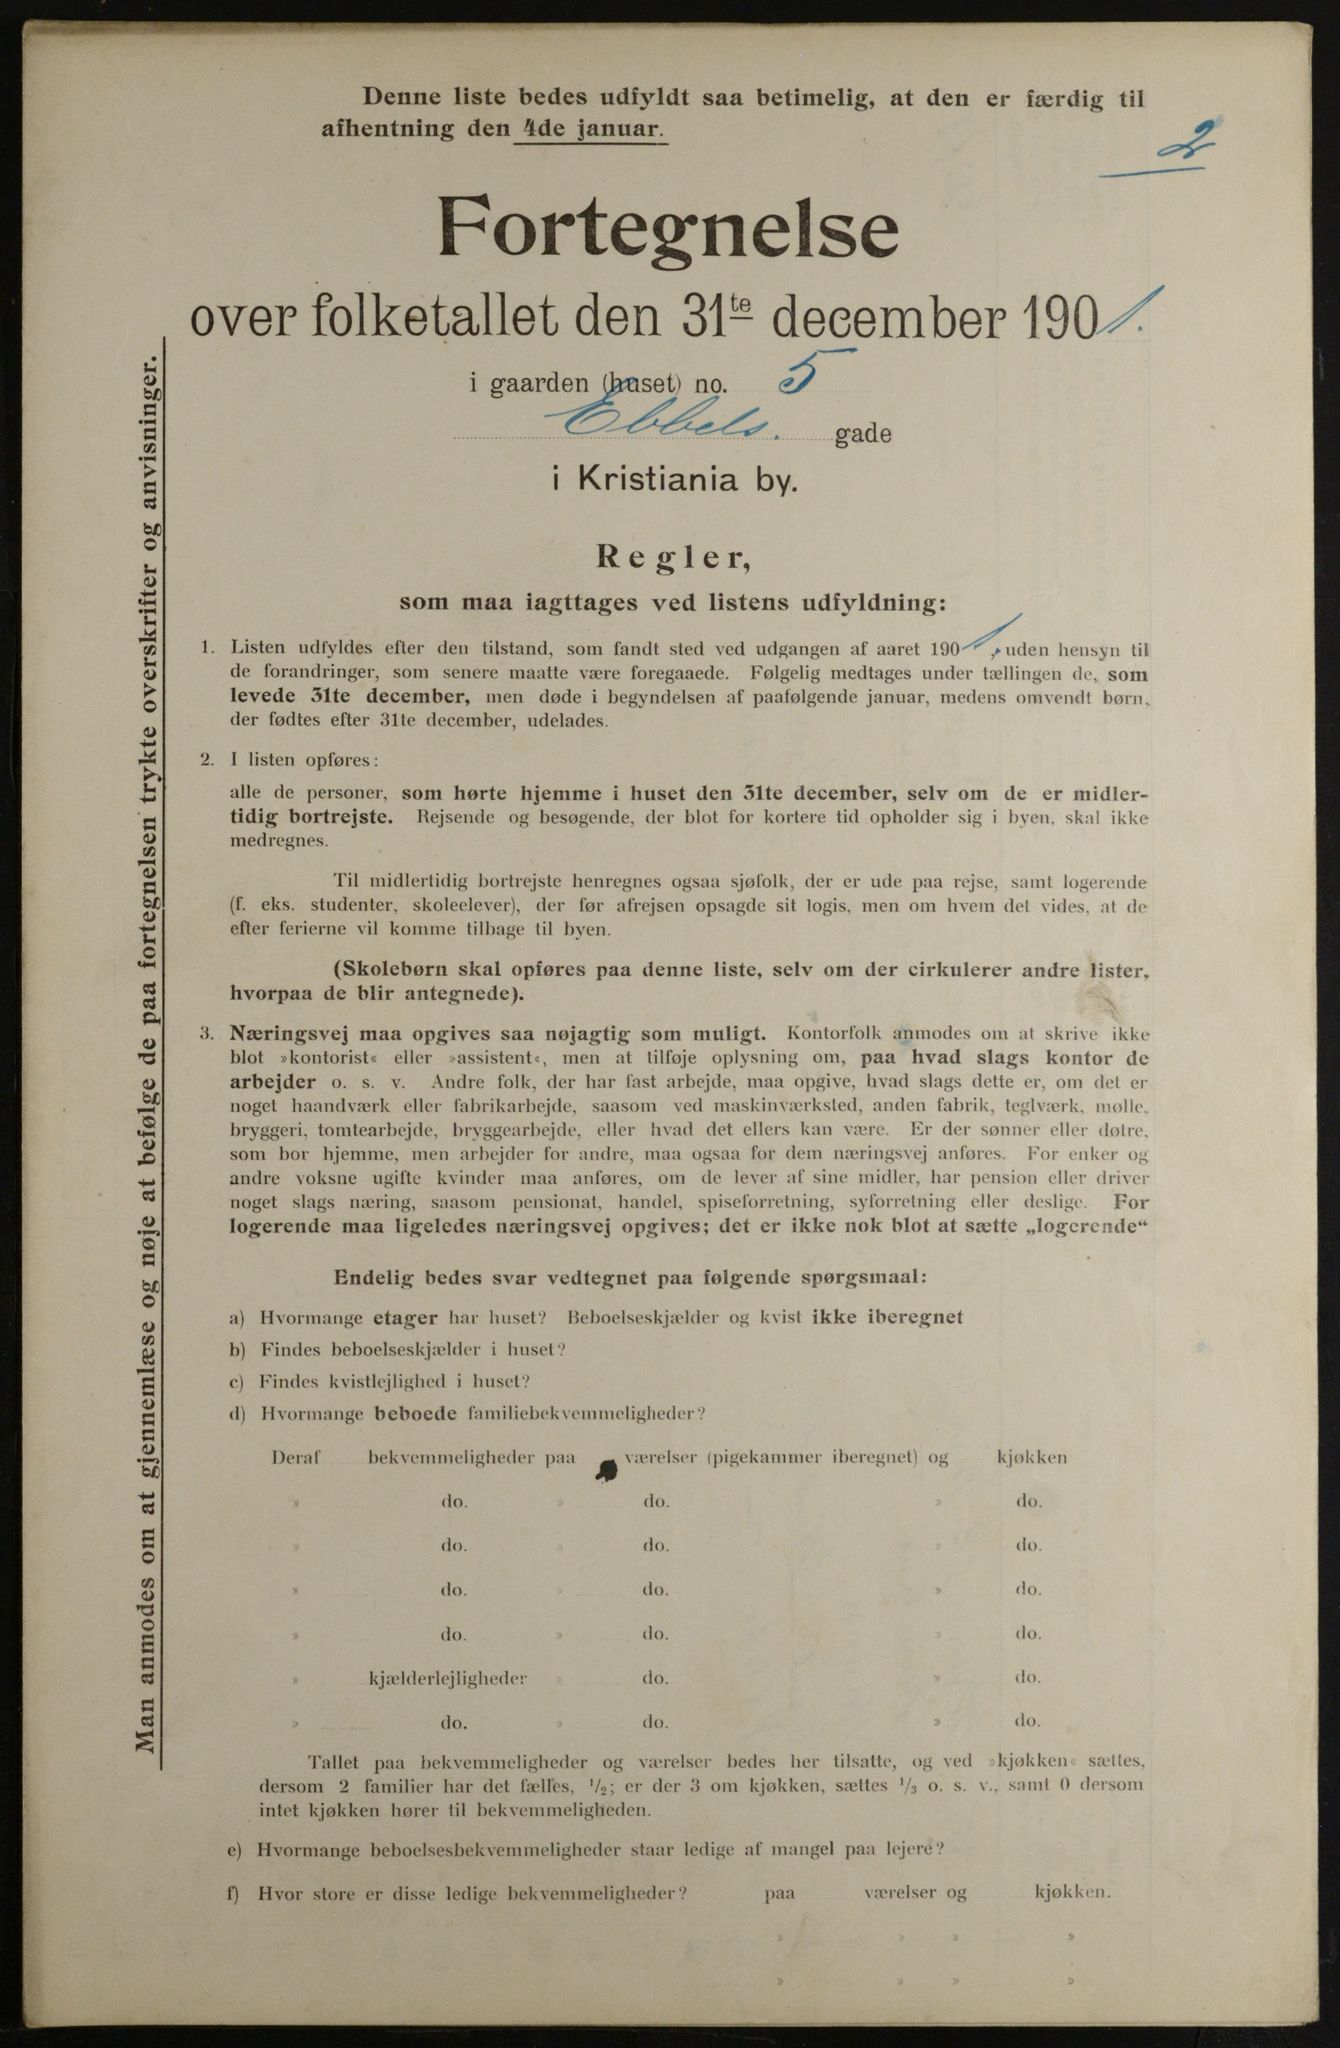 Denne liste bedes udfyldt saa betimelig, at den er færdig til
afhentning den 4de januar.
2
Fortegnelse
over folketallet den 31te december 1901.
i gaarden (huset) no. 5
Ebbels. gade
i Kristiania by.
Regler,
som maa iagttages ved listens udfyldning:
1. Listen udfyldes efter den tilstand, som fandt sted ved udgangen af aaret 1901, uden hensyn til
de forandringer, som senere maatte være foregaaede. Følgelig medtages under tællingen de, som
levede 31te december, men døde i begyndelsen af paafølgende januar, medens omvendt børn,
der fødtes efter 31te december, udelades.
2. I listen opføres:
alle de personer, som hørte hjemme i huset den 31te december, selv om de er midler-
tidig bortrejste. Rejsende og besøgende, der blot for kortere tid opholder sig i byen, skal ikke
medregnes.
Til midlertidig bortrejste henregnes ogsaa sjøfolk, der er ude paa rejse, samt logerende
(f. eks. studenter, skoleelever), der før afrejsen opsagde sit logis, men om hvem det vides, at de
efter ferierne vil komme tilbage til byen.
(Skolebørn skal opføres paa denne liste, selv om der cirkulerer andre lister,
hvorpaa de blir antegnede).
3. Næringsvej maa opgives saa nøjagtig som muligt. Kontorfolk anmodes om at skrive ikke
blot »kontorist« eller »assistent«, men at tilføje oplysning om, paa hvad slags kontor de
arbejder o. s. v. Andre folk, der har fast arbejde, maa opgive, hvad slags dette er, om det er
noget haandværk eller fabrikarbejde, saasom ved maskinværksted, anden fabrik, teglværk, mølle,
bryggeri, tomtearbejde, bryggearbejde, eller hvad det ellers kan være. Er der sønner eller døtre,
som bor hjemme, men arbejder for andre, maa ogsaa for dem næringsvej anføres. For enker og
andre voksne ugifte kvinder maa anføres, om de lever af sine midler, har pension eller driver
noget slags næring, saasom pensionat, handel, spiseforretning, syforretning eller deslige. For
logerende maa ligeledes næringsvej opgives; det er ikke nok blot at sætte „logerende“
Endelig bedes svar vedtegnet paa følgende spørgsmaal:
a) Hvormange etager har huset? Beboelseskjælder og kvist ikke iberegnet
b) Findes beboelseskjælder i huset?
c) Findes kvistlejlighed i huset?
d) Hvormange beboede familiebekvemmeligheder?
Deraf bekvemmeligheder paa værelser (pigekammer iberegnet) og kjøkken
» do. » do. » do.
» do. » do. » do.
» do. » do. » do.
» do. » do. » do.
» kjælderlejligheder » do. » do.
» do. » do. » do.
Tallet paa bekvemmeligheder og værelser bedes her tilsatte, og ved »kjøkken« sættes,
dersom 2 familier har det fælles, 1/2; er der 3 om kjøkken, sættes 1/3 o. s. v., samt 0 dersom
intet kjøkken hører til bekvemmeligheden.
e) Hvormange beboelsesbekvemmeligheder staar ledige af mangel paa lejere?
f) Hvor store er disse ledige bekvemmeligheder? paa værelser og kjøkken.
» » » »
» » » »
Man anmodes om at gjennemlæse og nøje at befølge de paa fortegnelsen trykte overskrifter og anvisninger.